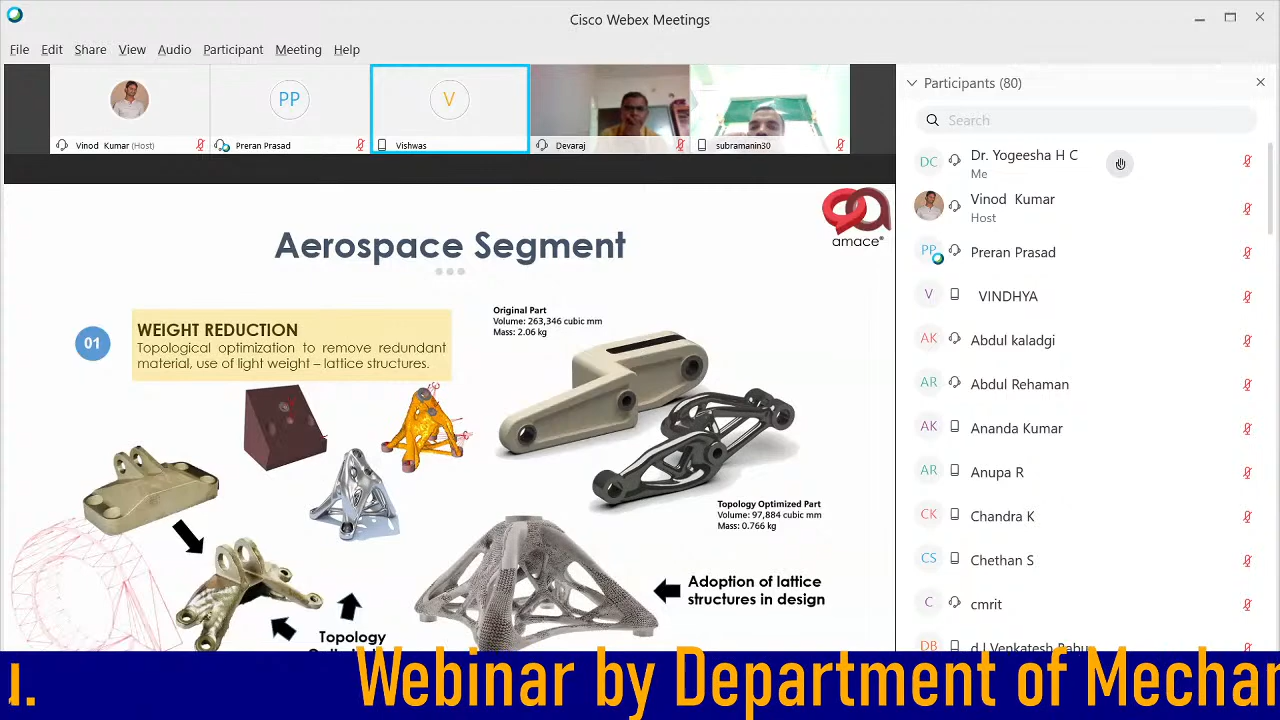 Cisco Webex Meetings
File Edit Share View Audio Participant Meeting Help
PP
V
Vinod Kumar (Host)
Preran Prasad
Vishwas
Devaraj
subramanin30
amace®
Aerospace Segment
01
WEIGHT REDUCTION
Topological optimization to remove redundant
material, use of light weight – lattice structures.
Original Part
Volume: 263,346 cubic mm
Mass: 2.06 kg
Topology Optimized Part
Volume: 97,884 cubic mm
Mass: 0.766 kg
Adoption of lattice
structures in design
Topology
Participants (80)
Search
DC Dr. Yogeesha H C
Me
Vinod Kumar
Host
PP Preran Prasad
V VINDHYA
AK Abdul kaladgi
AR Abdul Rehaman
AK Ananda Kumar
AR Anupa R
CK Chandra K
CS Chethan S
C cmrit
DB d J Venkatesh Babu
Webinar by Department of Mechan